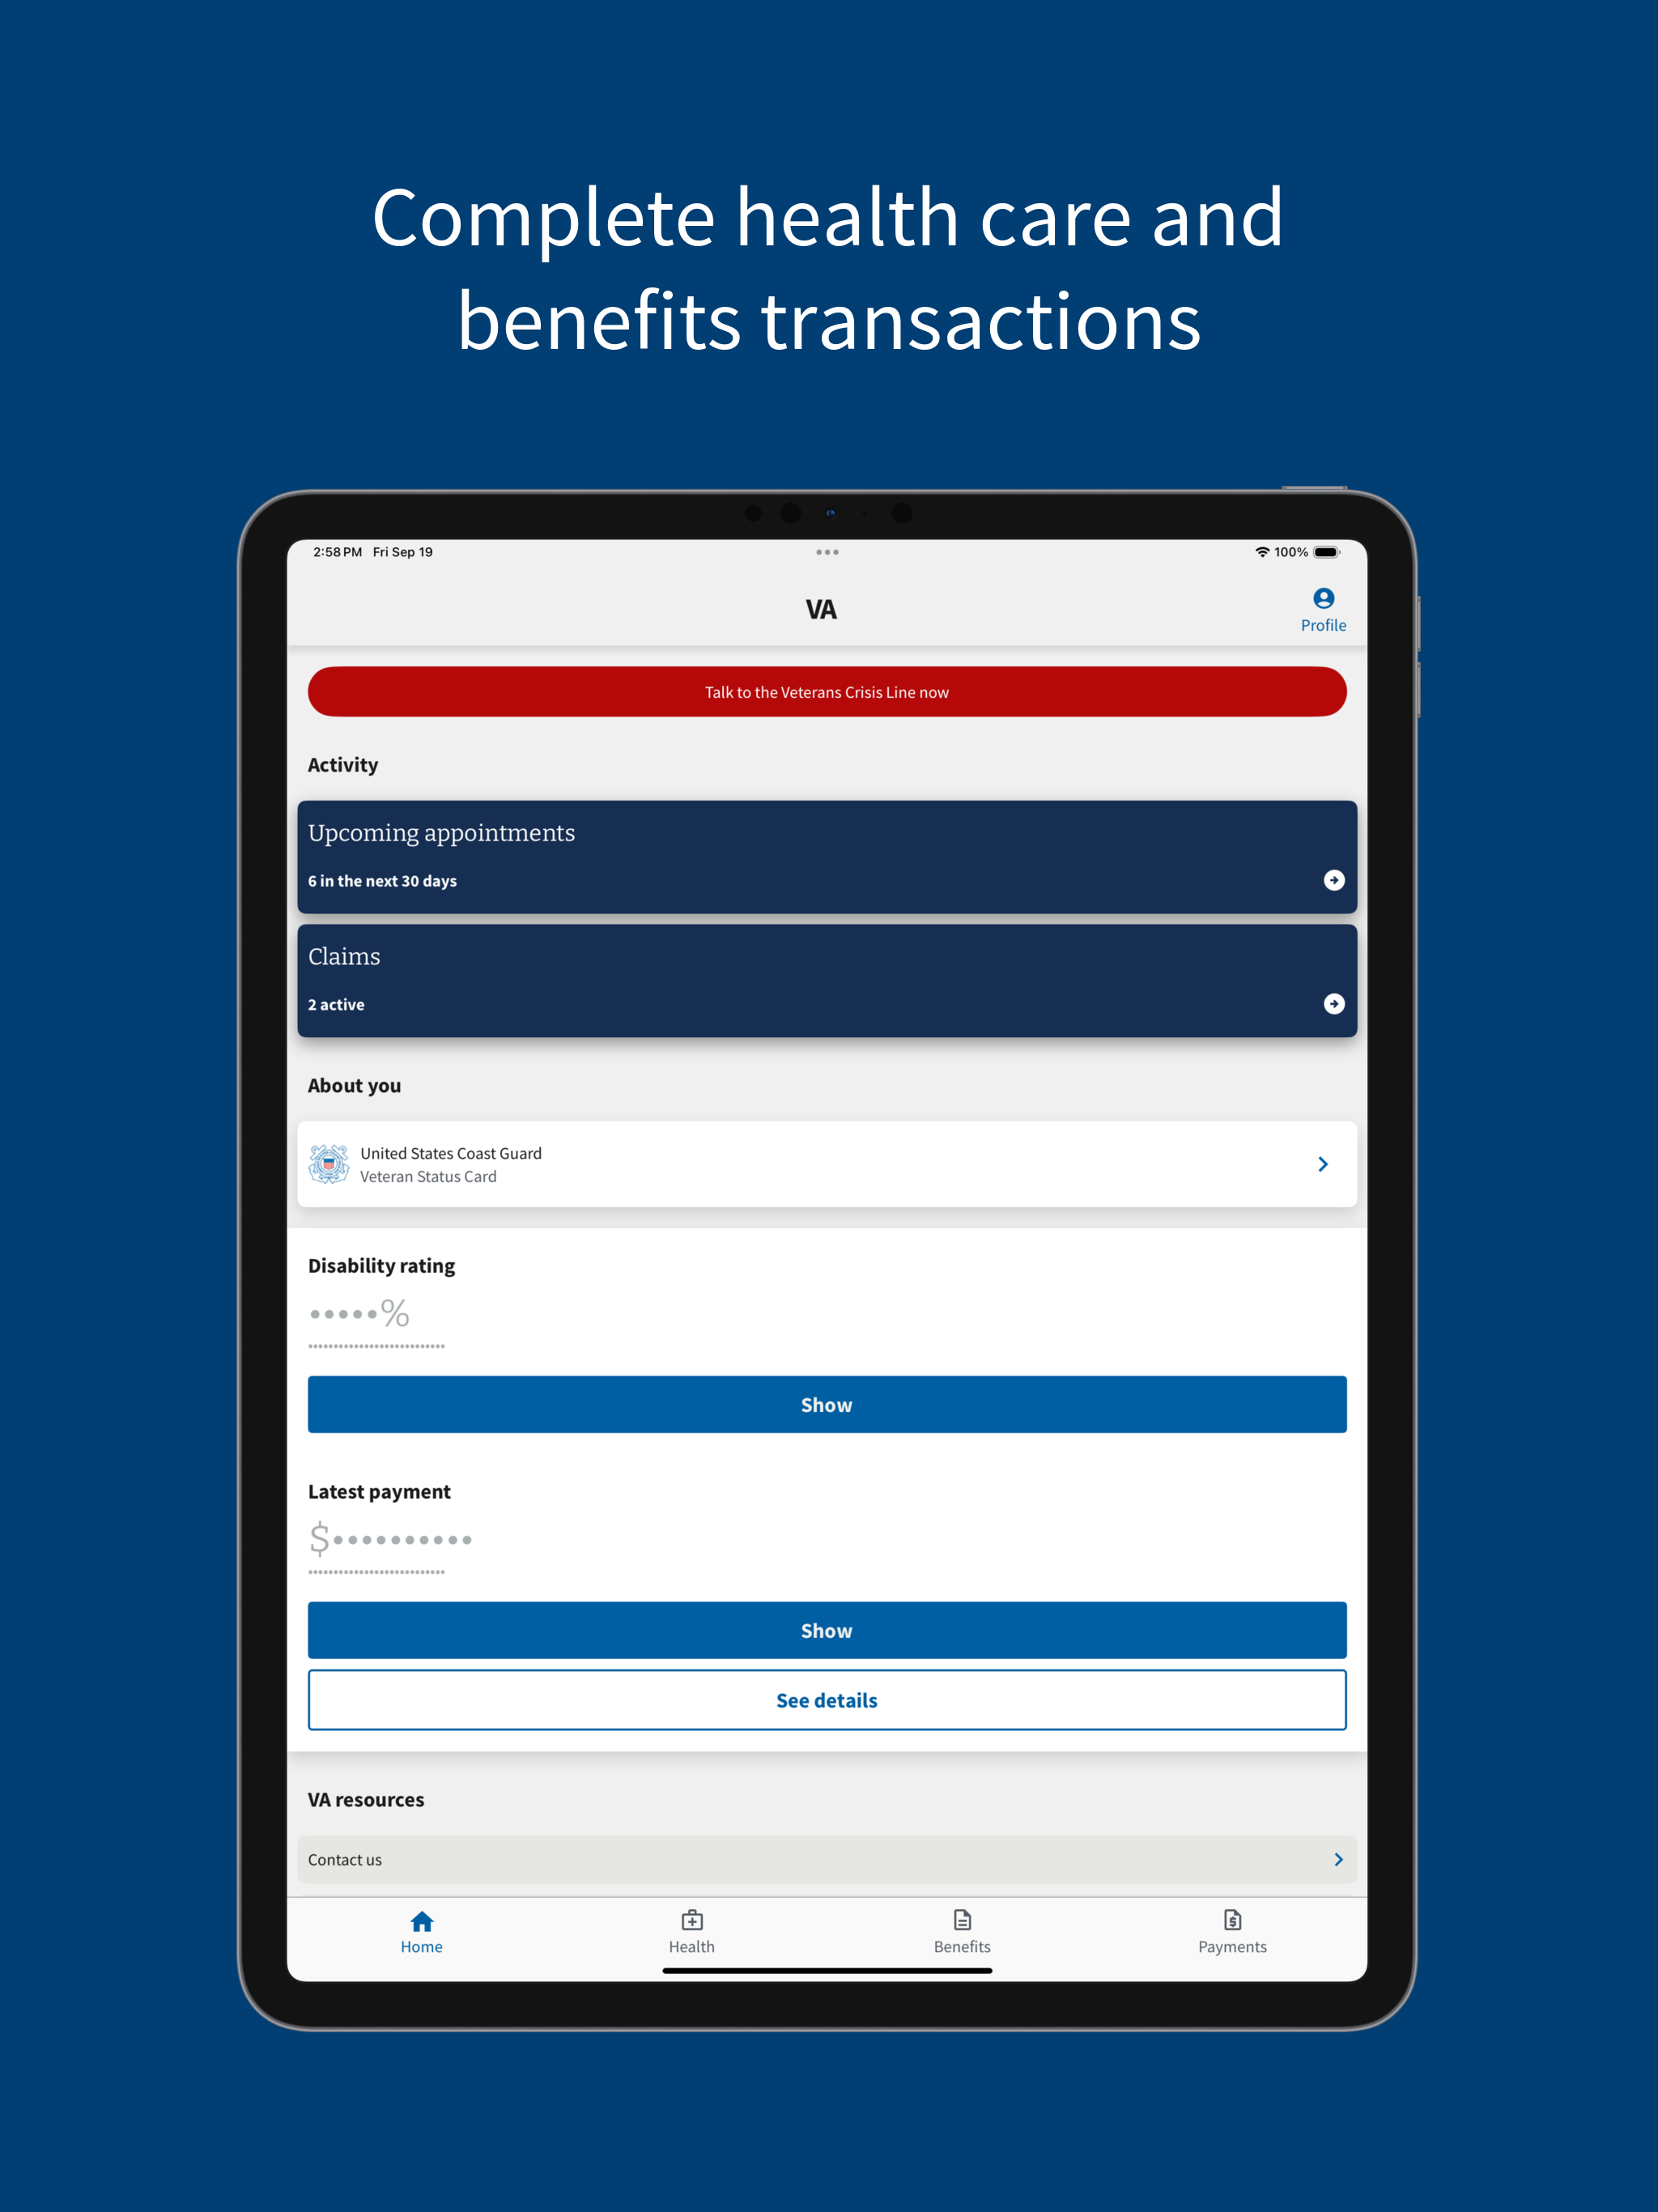 Complete health care and
benefits transactions
2:58 PM Fri Sep 19
100%
VA
Profile
Talk to the Veterans Crisis Line now
Activity
Upcoming appointments
6 in the next 30 days
Claims
2 active
About you
United States Coast Guard
Veteran Status Card
Disability rating
•••••%
Show
Latest payment
$••••••••••
Show
See details
VA resources
Contact us
Home Health Benefits Payments